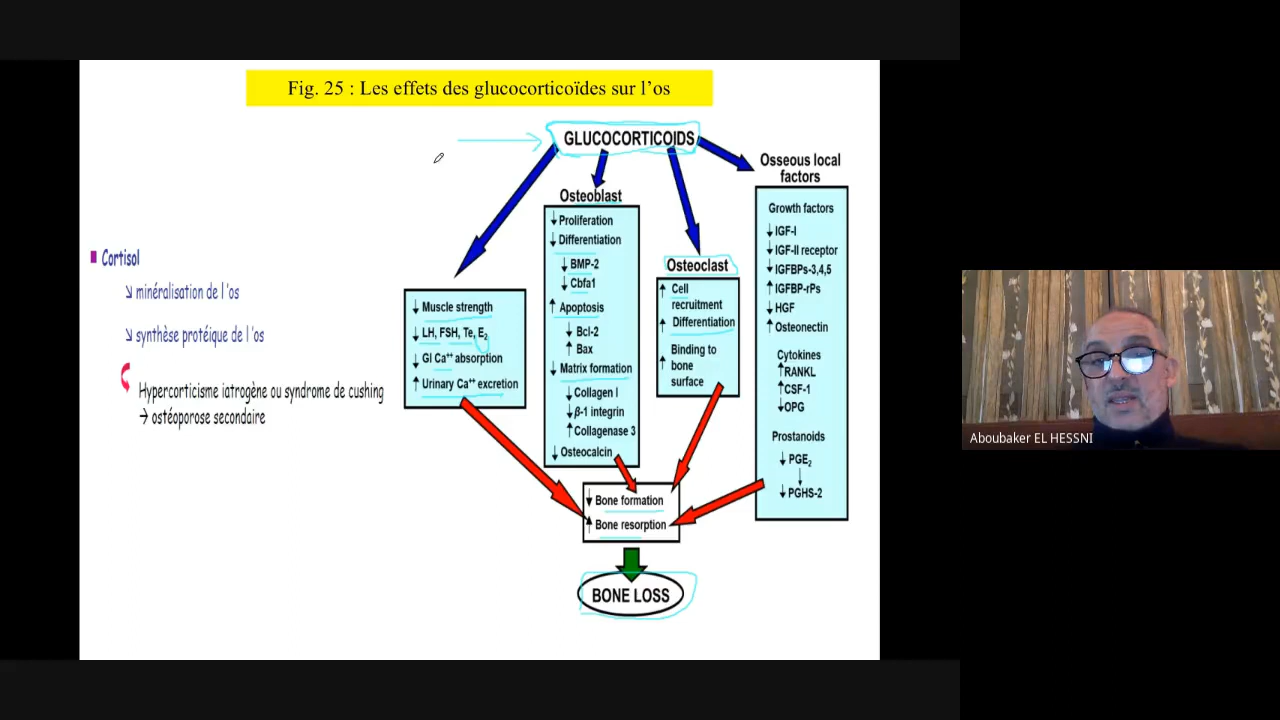 Fig. 25 : Les effets des glucocorticoïdes sur l’os
Cortisol
↘ minéralisation de l 'os
↘ synthèse protéique de l 'os
Hypercorticisme iatrogène ou syndrome de cushing
→ ostéoporose secondaire
GLUCOCORTICOIDS
↓ Muscle strength
↓ LH, FSH, Te, E₂
↓ GI Ca⁺⁺ absorption
↑ Urinary Ca⁺⁺ excretion
Osteoblast
↓ Proliferation
↓ Differentiation
↓ BMP-2
↓ Cbfa1
↑ Apoptosis
↓ Bcl-2
↑ Bax
↓ Matrix formation
↓ Collagen I
↓ β-1 integrin
↑ Collagenase 3
↓ Osteocalcin
Osteoclast
↑ Cell
recruitment
↑ Differentiation
↑ Binding to
bone
surface
Osseous local
factors
Growth factors
↓ IGF-I
↓ IGF-II receptor
↓ IGFBPs-3,4,5
↑ IGFBP-rPs
↓ HGF
↑ Osteonectin
Cytokines
↑ RANKL
↑ CSF-1
↓ OPG
Prostanoids
↓ PGE₂
↓
↓ PGHS-2
↓ Bone formation
↑ Bone resorption
BONE LOSS
Aboubaker EL HESSNI